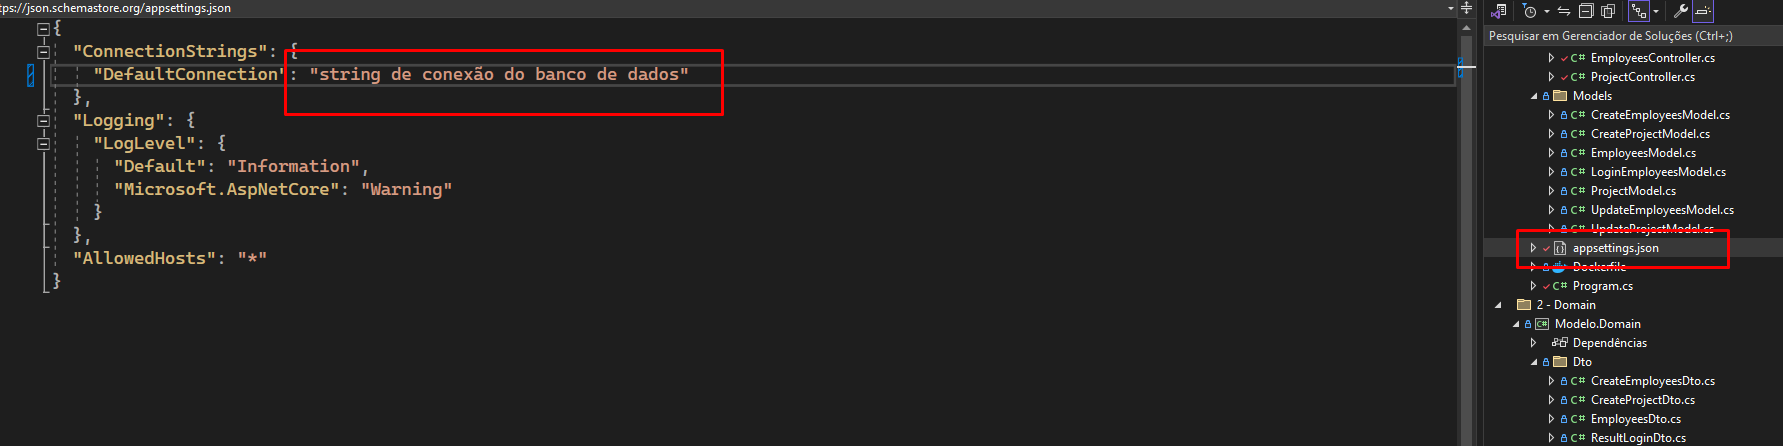 tps://json.schemastore.org/appsettings.json
{
"ConnectionStrings": {
"DefaultConnection": "string de conexão do banco de dados"
},
"Logging": {
"LogLevel": {
"Default": "Information",
"Microsoft.AspNetCore": "Warning"
}
},
"AllowedHosts": "*"
}
Pesquisar em Gerenciador de Soluções (Ctrl+;)
C# EmployeesController.cs
C# ProjectController.cs
Models
C# CreateEmployeesModel.cs
C# CreateProjectModel.cs
C# EmployeesModel.cs
C# LoginEmployeesModel.cs
C# ProjectModel.cs
C# UpdateEmployeesModel.cs
C# UpdateProjectModel.cs
appsettings.json
Dockerfile
C# Program.cs
2 - Domain
C# Modelo.Domain
Dependências
Dto
C# CreateEmployeesDto.cs
C# CreateProjectDto.cs
C# EmployeesDto.cs
C# ResultLoginDto.cs